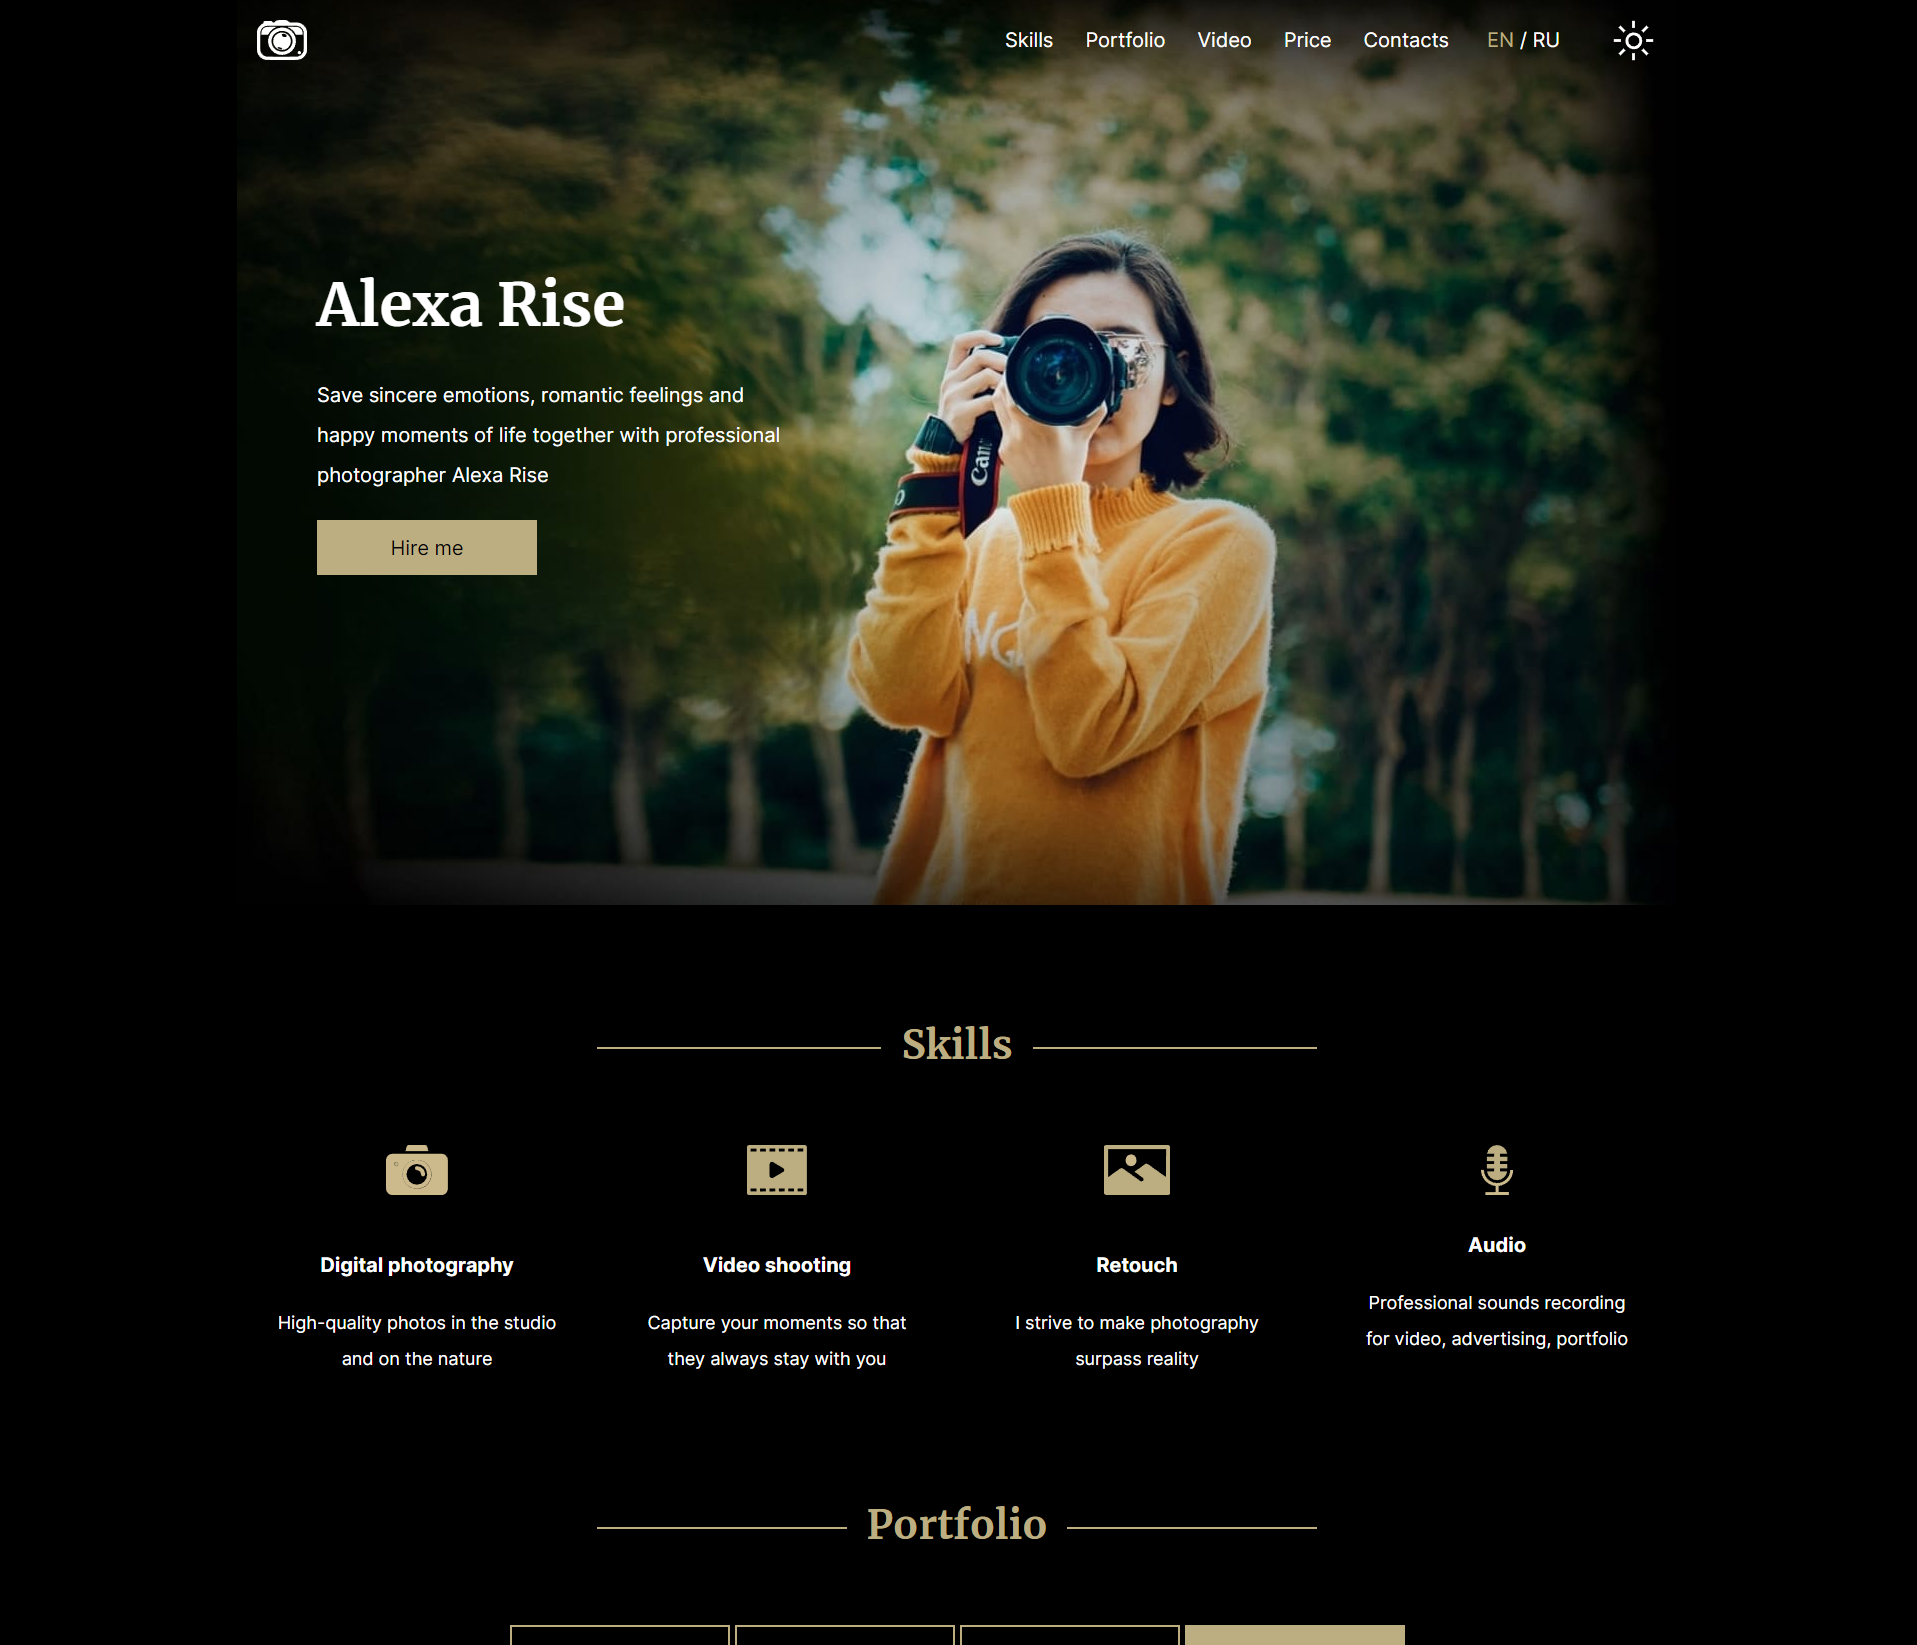 Skills Portfolio Video Price Contacts EN / RU
Alexa Rise
Save sincere emotions, romantic feelings and
happy moments of life together with professional
photographer Alexa Rise
Hire me
Skills
Digital photography
High-quality photos in the studio
and on the nature
Video shooting
Capture your moments so that
they always stay with you
Retouch
I strive to make photography
surpass reality
Audio
Professional sounds recording
for video, advertising, portfolio
Portfolio